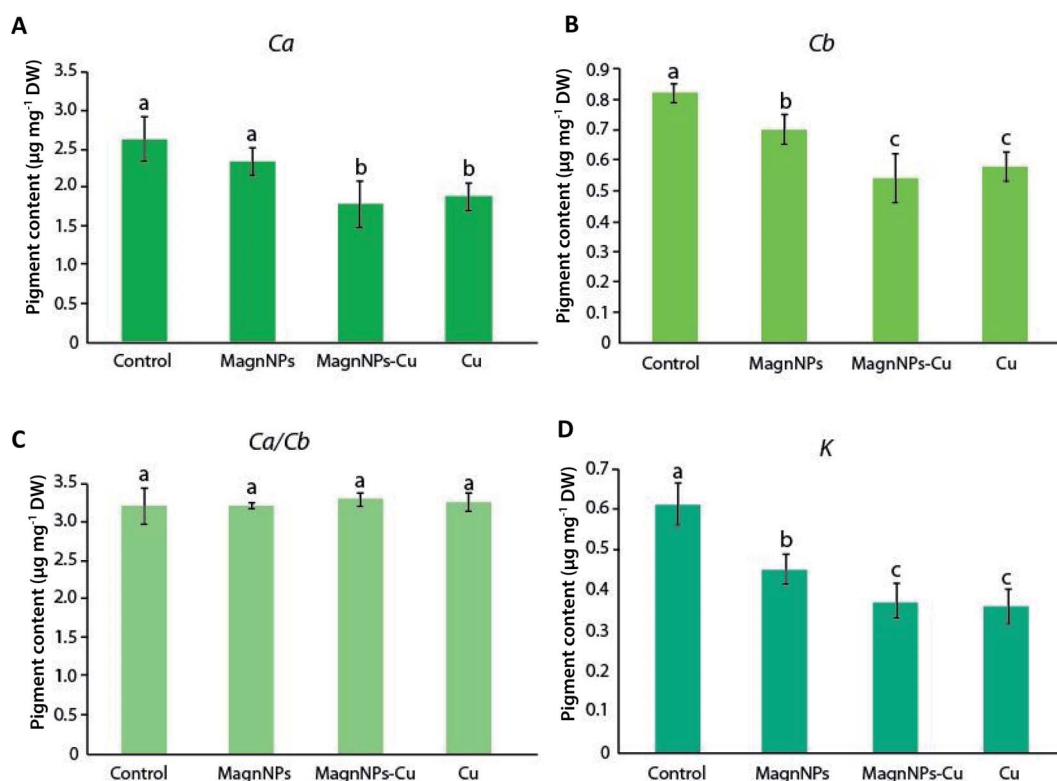 A
Ca
Pigment content (µg mg⁻¹ DW)
3.5
3.0
2.5
2.0
1.5
1.0
0.5
0
a
a
b
b
Control MagnNPs MagnNPs-Cu Cu
B
Cb
Pigment content (µg mg⁻¹ DW)
0.9
0.8
0.7
0.6
0.5
0.4
0.3
0.2
0.1
0
a
b
c
c
Control MagnNPs MagnNPs-Cu Cu
C
Ca/Cb
Pigment content (µg mg⁻¹ DW)
3.5
3.0
2.5
2.0
1.5
1.0
0.5
0
a
a
a
a
Control MagnNPs MagnNPs-Cu Cu
D
K
Pigment content (µg mg⁻¹ DW)
0.7
0.6
0.5
0.4
0.3
0.2
0.1
0
a
b
c
c
Control MagnNPs MagnNPs-Cu Cu